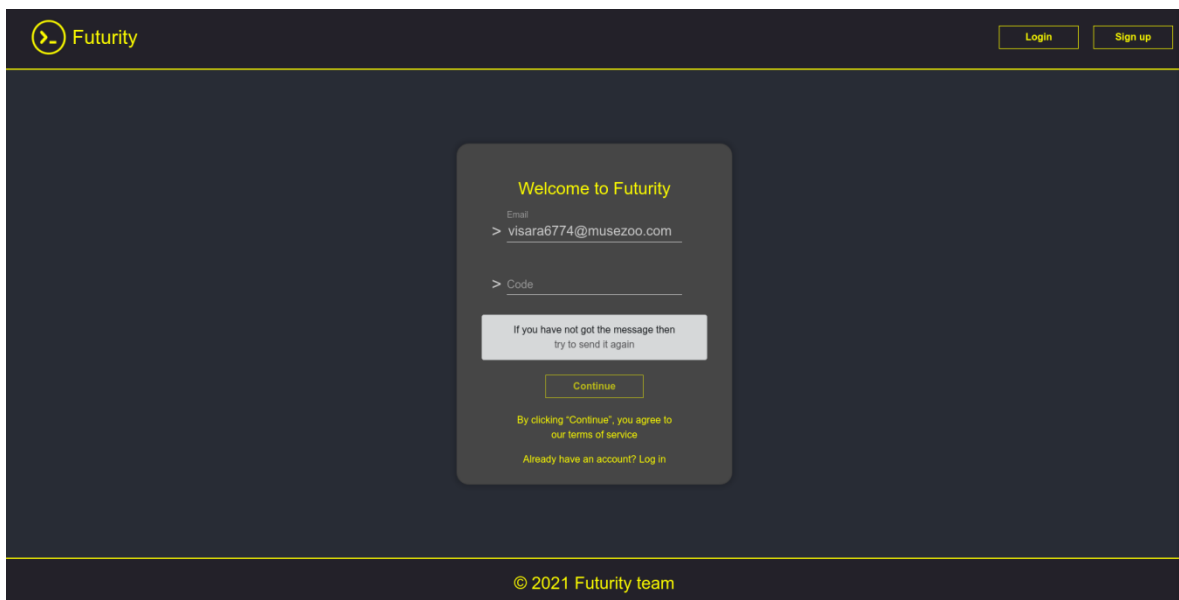 Futurity
Login
Sign up
Welcome to Futurity
Email
> visara6774@musezoo.com
> Code
If you have not got the message then
try to send it again
Continue
By clicking “Continue”, you agree to
our terms of service
Already have an account? Log in
© 2021 Futurity team